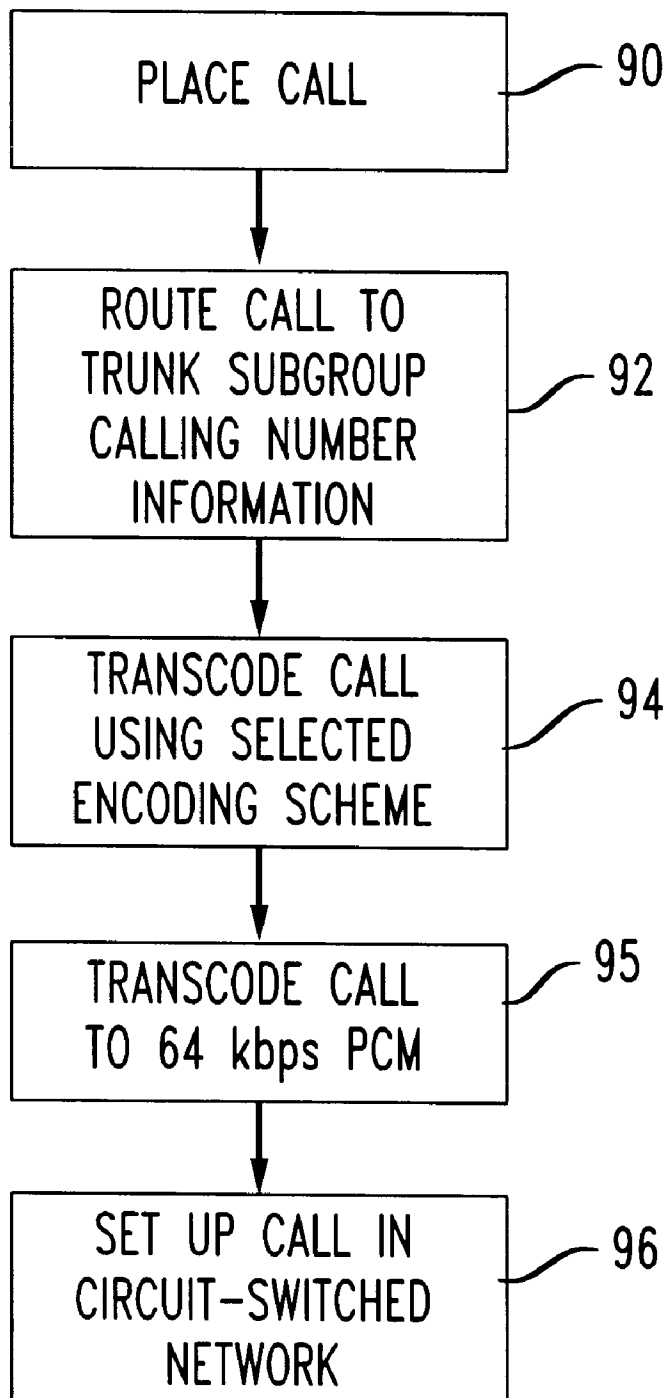 PLACE CALL
90
ROUTE CALL TO
TRUNK SUBGROUP
CALLING NUMBER
INFORMATION
92
TRANSCODE CALL
USING SELECTED
ENCODING SCHEME
94
TRANSCODE CALL
TO 64 kbps PCM
95
SET UP CALL IN
CIRCUIT-SWITCHED
NETWORK
96